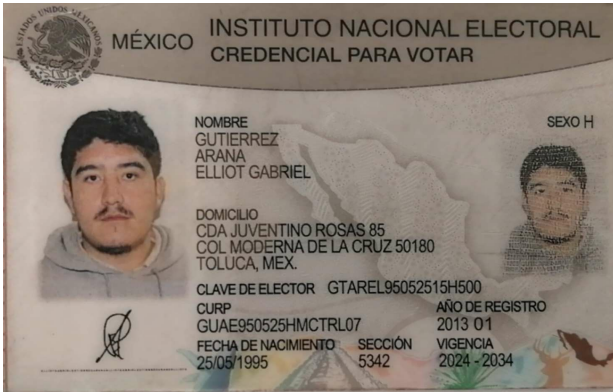 ESTADOS UNIDOS MEXICANOS
MÉXICO
INSTITUTO NACIONAL ELECTORAL
CREDENCIAL PARA VOTAR
NOMBRE
SEXO H
GUTIERREZ
ARANA
ELLIOT GABRIEL
DOMICILIO
CDA JUVENTINO ROSAS 85
COL MODERNA DE LA CRUZ 50180
TOLUCA, MEX.
CLAVE DE ELECTOR GTAREL95052515H500
CURP
AÑO DE REGISTRO
GUAE950525HMCTRL07
2013 01
FECHA DE NACIMIENTO SECCIÓN VIGENCIA
25/05/1995 5342 2024 - 2034